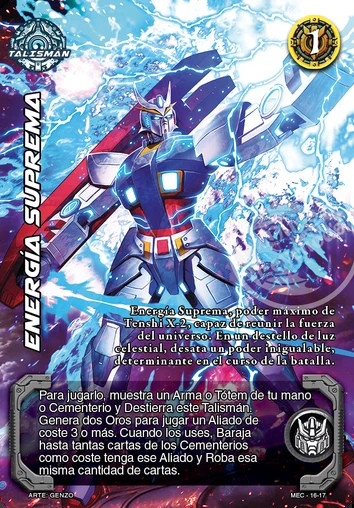 TALISMAN
1
ENERGÍA SUPREMA
Energía Suprema, poder máximo de
Tenshi X-2, capaz de reunir la fuerza
del universo. En un destello de luz
celestial, desata un poder inigualable,
determinante en el curso de la batalla.
Para jugarlo, muestra un Arma o Tótem de tu mano
o Cementerio y Destierra este Talismán.
Genera dos Oros para jugar un Aliado de
coste 3 o más. Cuando los uses, Baraja
hasta tantas cartas de los Cementerios
como coste tenga ese Aliado y Roba esa
misma cantidad de cartas.
ARTE: GENZO
MEC - 16-17